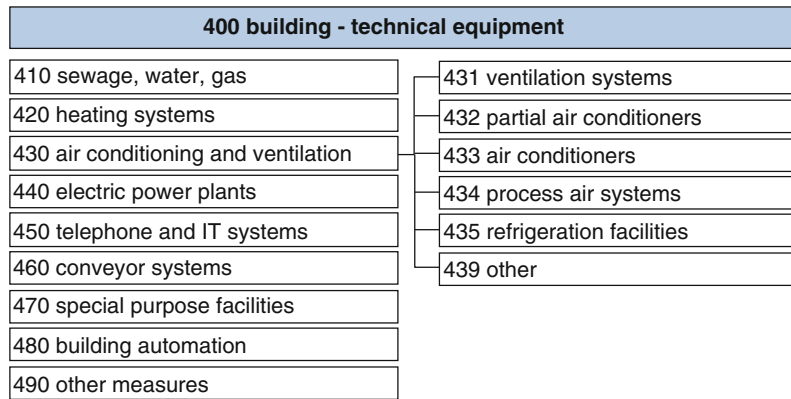 400 building - technical equipment
410 sewage, water, gas
420 heating systems
430 air conditioning and ventilation
440 electric power plants
450 telephone and IT systems
460 conveyor systems
470 special purpose facilities
480 building automation
490 other measures
431 ventilation systems
432 partial air conditioners
433 air conditioners
434 process air systems
435 refrigeration facilities
439 other